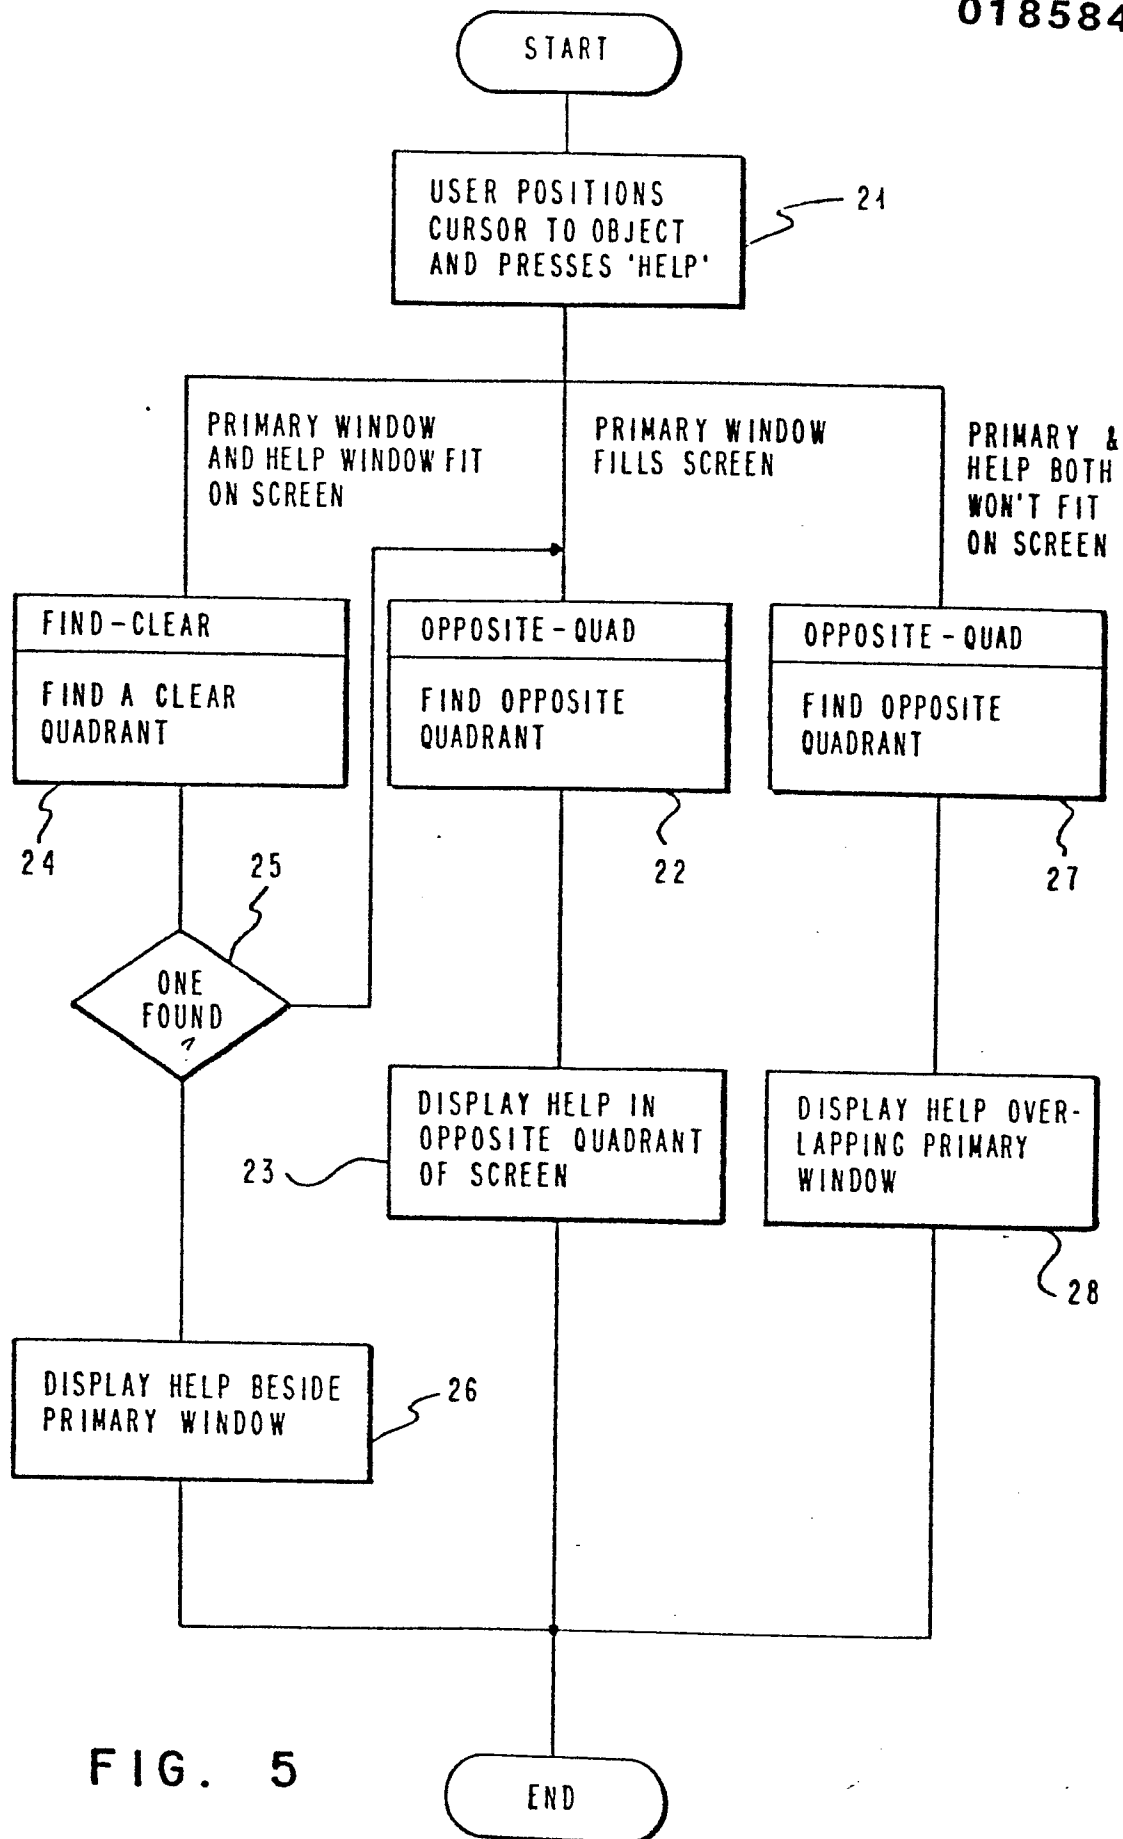 018584
START
USER POSITIONS
CURSOR TO OBJECT
AND PRESSES 'HELP'
21
PRIMARY WINDOW
AND HELP WINDOW FIT
ON SCREEN
PRIMARY WINDOW
FILLS SCREEN
PRIMARY &
HELP BOTH
WON'T FIT
ON SCREEN
FIND-CLEAR
FIND A CLEAR
QUADRANT
24
OPPOSITE-QUAD
FIND OPPOSITE
QUADRANT
22
OPPOSITE-QUAD
FIND OPPOSITE
QUADRANT
27
25
ONE
FOUND
?
DISPLAY HELP IN
OPPOSITE QUADRANT
OF SCREEN
23
DISPLAY HELP OVER-
LAPPING PRIMARY
WINDOW
28
DISPLAY HELP BESIDE
PRIMARY WINDOW
26
FIG. 5
END